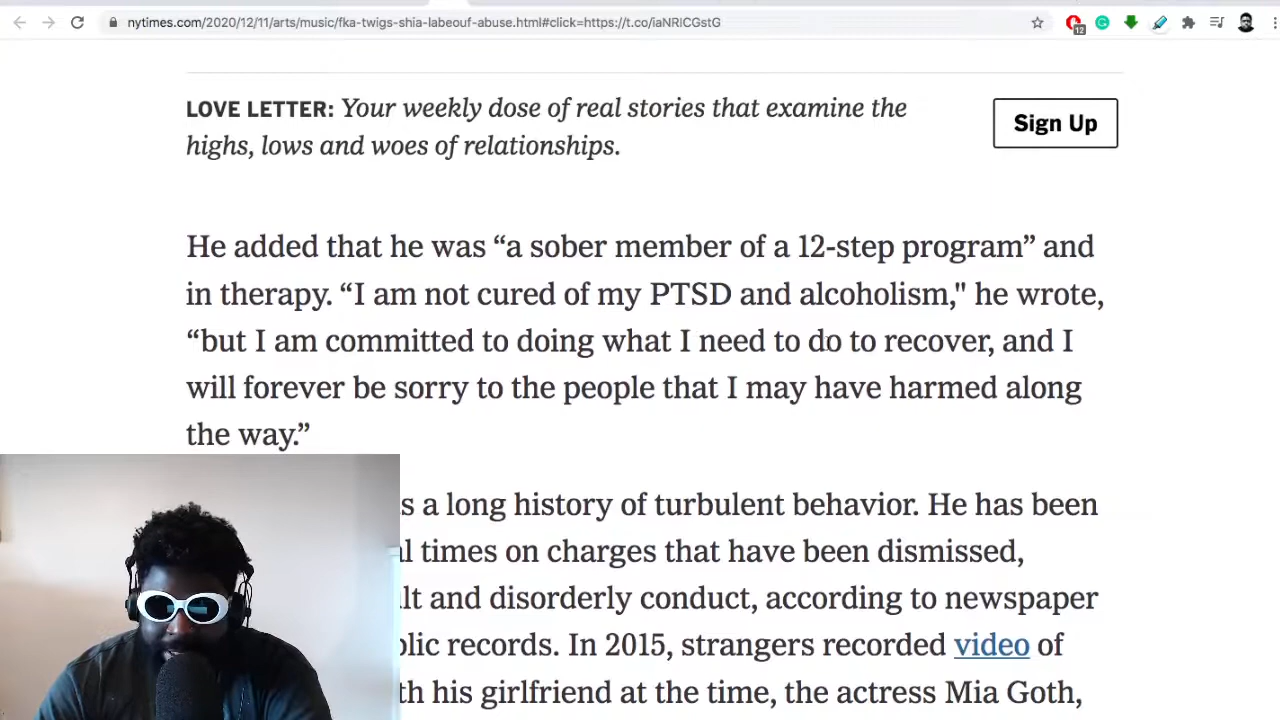 nytimes.com/2020/12/11/arts/music/fka-twigs-shia-labeouf-abuse.html#click=https://t.co/iaNRiCGstG
12
LOVE LETTER: Your weekly dose of real stories that examine the
highs, lows and woes of relationships.
Sign Up
He added that he was “a sober member of a 12-step program” and
in therapy. “I am not cured of my PTSD and alcoholism," he wrote,
“but I am committed to doing what I need to do to recover, and I
will forever be sorry to the people that I may have harmed along
the way.”
s a long history of turbulent behavior. He has been
times on charges that have been dismissed,
and disorderly conduct, according to newspaper
records. In 2015, strangers recorded video of
his girlfriend at the time, the actress Mia Goth,